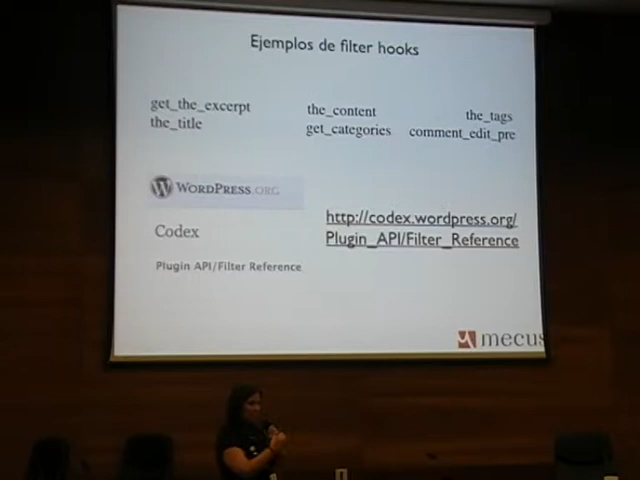 Ejemplos de filter hooks
get_the_excerpt
the_title
the_content
get_categories
the_tags
comment_edit_pre
WORDPRESS.ORG
Codex
Plugin API/Filter Reference
http://codex.wordpress.org/
Plugin_API/Filter_Reference
mecus